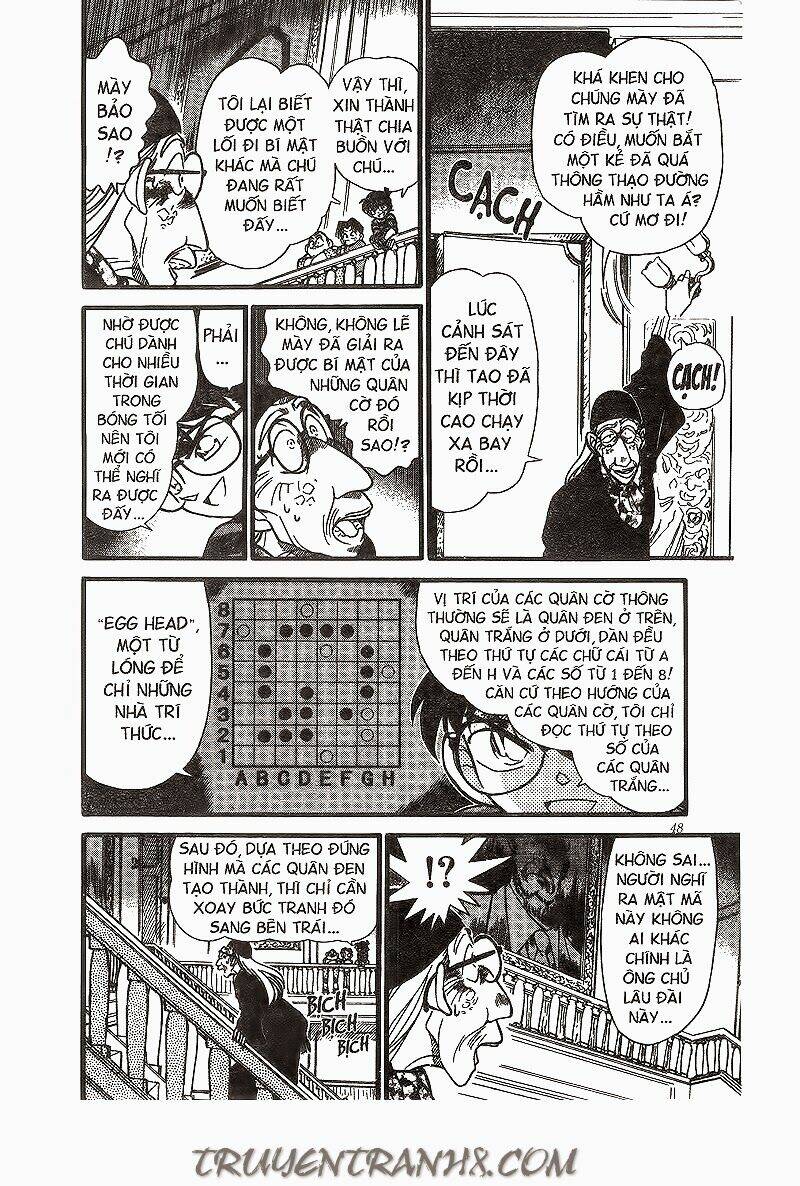 KHÁ KHEN CHO
CHÚNG MÀY ĐÃ
TÌM RA SỰ THẬT!
CÓ ĐIỀU, MUỐN BẮT
MỘT KẺ ĐÃ QUÁ
THÔNG THẠO ĐƯỜNG
HẦM NHƯ TA Á?
CỨ MƠ ĐI!
CẠCH
LÚC
CẢNH SÁT
ĐẾN ĐÂY
THÌ TAO ĐÃ
KỊP THỜI
CAO CHẠY
XA BAY
RỒI...
CẠCH!
VẬY THÌ,
XIN THÀNH
THẬT CHIA
BUỒN VỚI
CHÚ...
TÔI LẠI BIẾT
ĐƯỢC MỘT
LỐI ĐI BÍ MẬT
KHÁC MÀ CHÚ
ĐANG RẤT
MUỐN BIẾT
ĐẤY...
MÀY
BẢO
SAO!?
KHÔNG, KHÔNG LẼ
MÀY ĐÃ GIẢI RA
ĐƯỢC BÍ MẬT CỦA
NHỮNG QUÂN
CỜ ĐÓ
RỒI
SAO!?
PHẢI
...
NHỜ ĐƯỢC
CHÚ DÀNH
CHO NHIỀU
THỜI GIAN
TRONG
BÓNG TỐI
NÊN TÔI
MỚI CÓ
THỂ NGHĨ
RA ĐƯỢC
ĐẤY...
VỊ TRÍ CỦA CÁC QUÂN CỜ THÔNG
THƯỜNG SẼ LÀ QUÂN ĐEN Ở TRÊN,
QUÂN TRẮNG Ở DƯỚI, DÀN ĐỀU
THEO THỨ TỰ CÁC CHỮ CÁI TỪ A
ĐẾN H VÀ CÁC SỐ TỪ 1 ĐẾN 8!
CĂN CỨ THEO HƯỚNG CỦA
CÁC QUÂN CỜ, TÔI CHỈ
ĐỌC THỨ TỰ THEO
SỐ CỦA
CÁC QUÂN
TRẮNG...
8
7
6
5
4
3
2
1
A B C D E F G H
"EGG HEAD",
MỘT TỪ
LÓNG ĐỂ
CHỈ NHỮNG
NHÀ TRI
THỨC...
48
KHÔNG SAI...
NGƯỜI NGHĨ
RA MẬT MÃ
NÀY KHÔNG
AI KHÁC
CHÍNH LÀ
ÔNG CHỦ
LÂU ĐÀI
NÀY...
!?
SAU ĐÓ, DỰA THEO ĐÚNG
HÌNH MÀ CÁC QUÂN ĐEN
TẠO THÀNH, THÌ CHỈ CẦN
XOAY BỨC TRANH ĐÓ
SANG BÊN TRÁI...
BỊCH
BỊCH
BỊCH
TRUYENTRANH8.COM